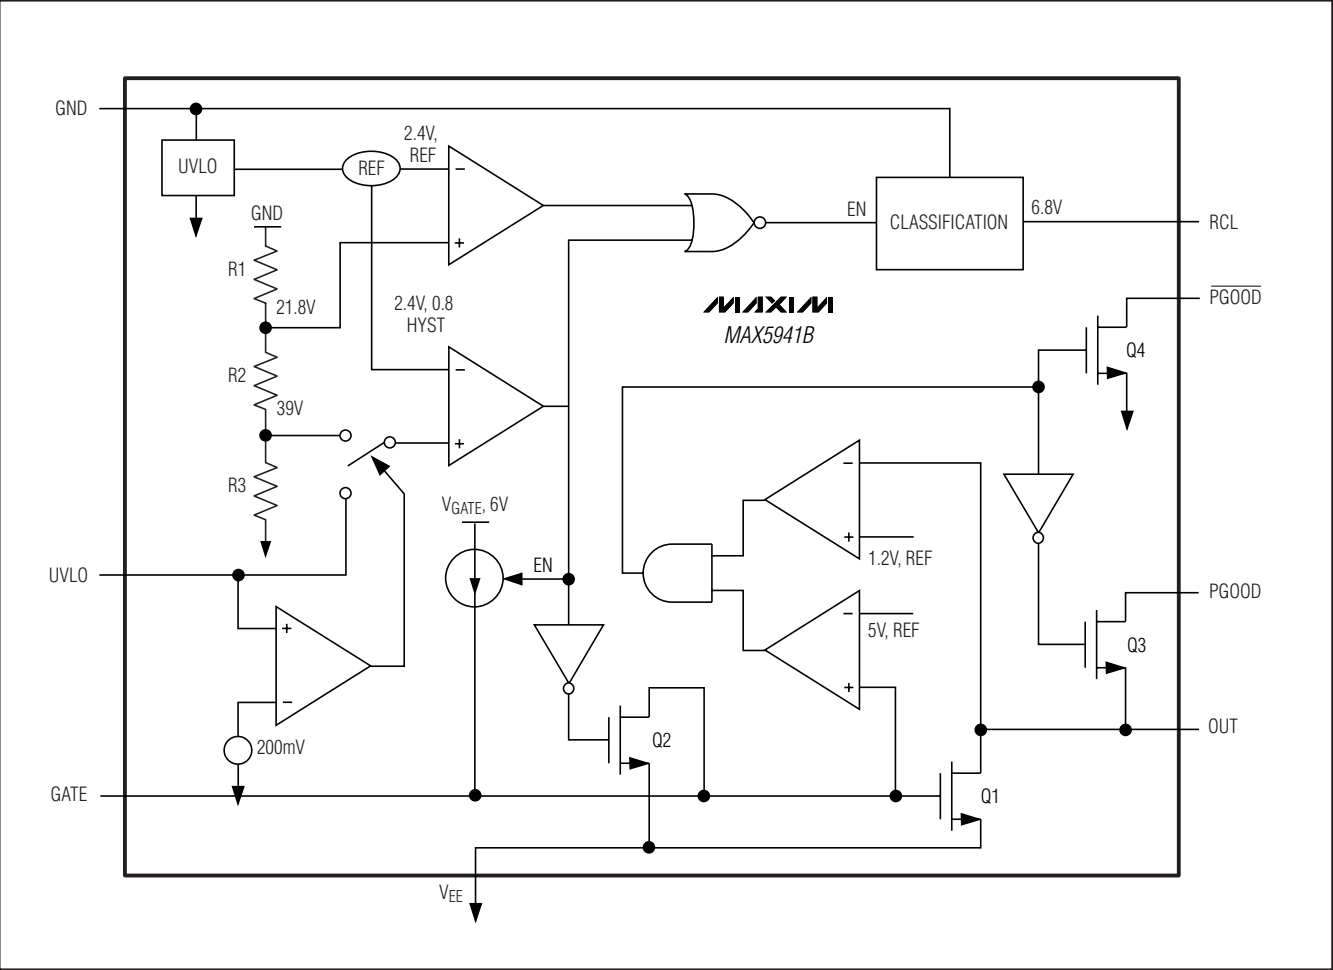 GND
UVLO
REF
2.4V,
REF
−
+
GND
R1
21.8V
R2
39V
R3
2.4V, 0.8
HYST
−
+
EN
CLASSIFICATION
6.8V
RCL
MAXIM
MAX5941B
PGOOD
Q4
−
+
1.2V, REF
VGATE, 6V
EN
UVLO
+
−
200mV
−
5V, REF
+
PGOOD
Q3
Q2
OUT
GATE
Q1
VEE